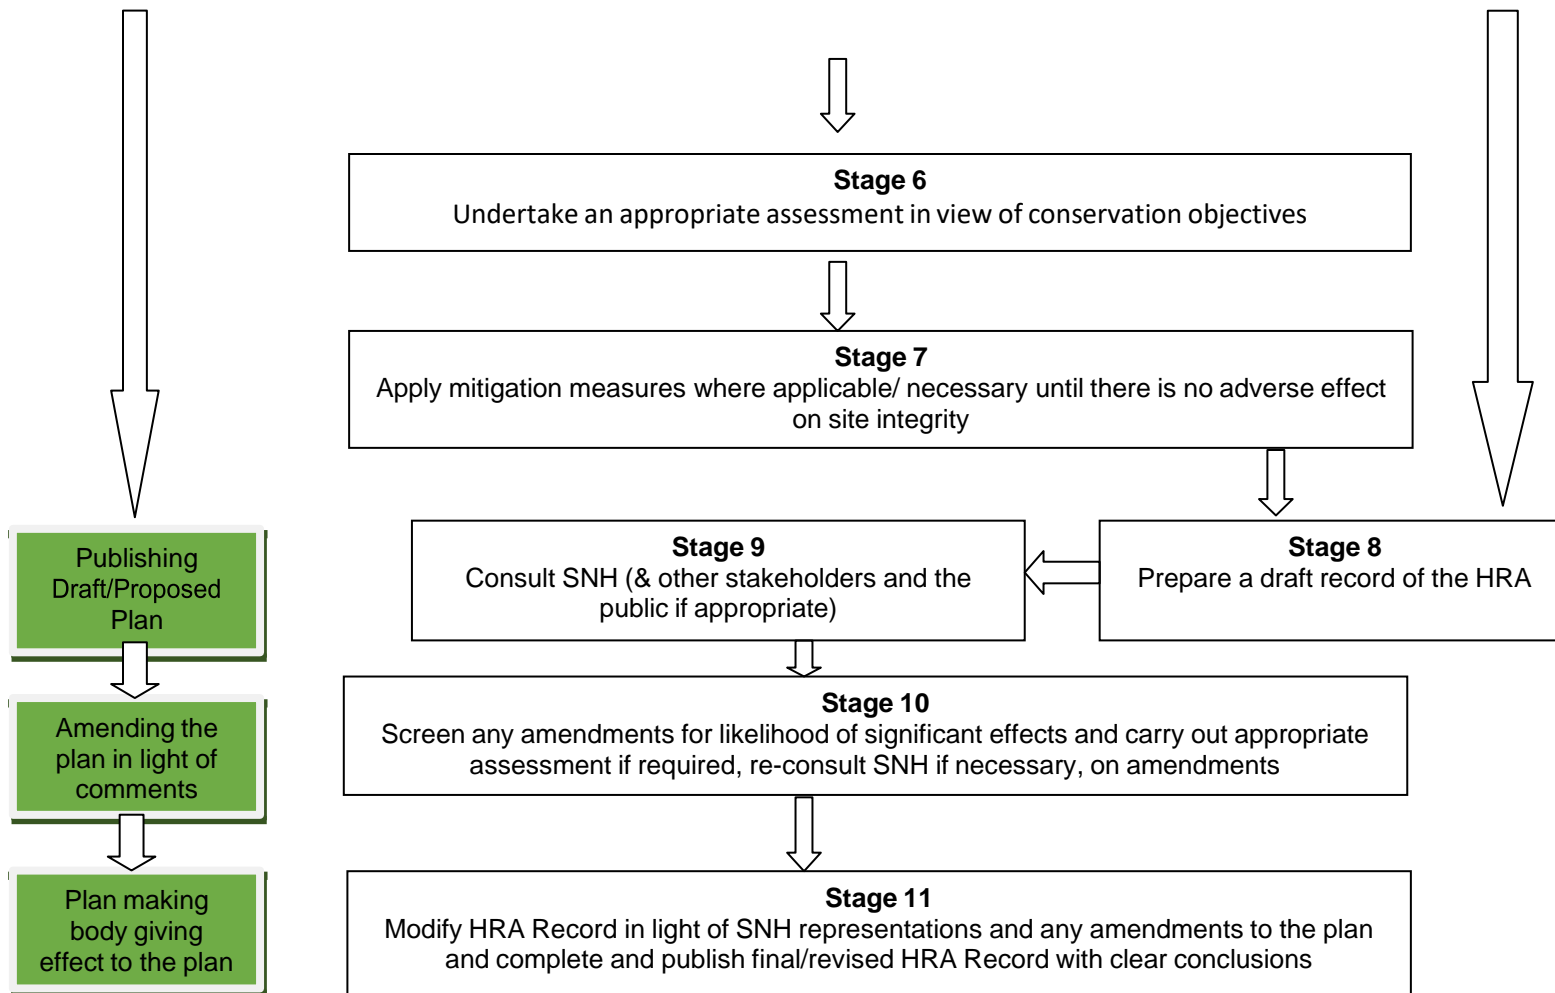 Stage 6
Undertake an appropriate assessment in view of conservation objectives
Stage 7
Apply mitigation measures where applicable/ necessary until there is no adverse effect
on site integrity
Publishing
Draft/Proposed
Plan
Stage 9
Consult SNH (& other stakeholders and the
public if appropriate)
Stage 8
Prepare a draft record of the HRA
Amending the
plan in light of
comments
Stage 10
Screen any amendments for likelihood of significant effects and carry out appropriate
assessment if required, re-consult SNH if necessary, on amendments
Plan making
body giving
effect to the plan
Stage 11
Modify HRA Record in light of SNH representations and any amendments to the plan
and complete and publish final/revised HRA Record with clear conclusions